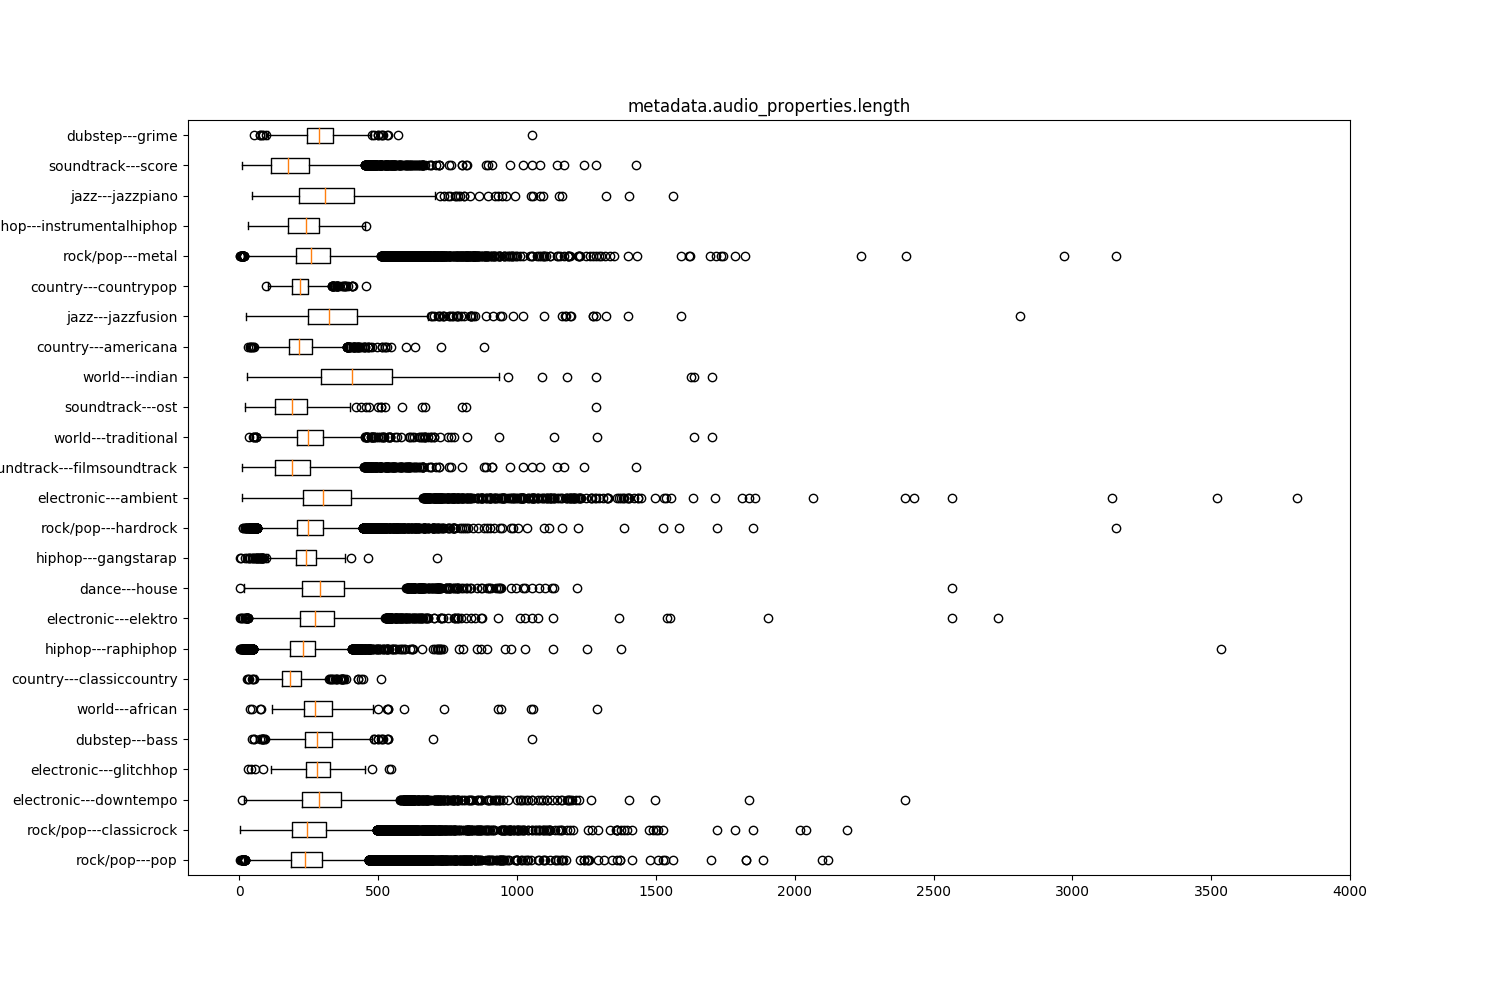 metadata.audio_properties.length
dubstep---grime
soundtrack---score
jazz---jazzpiano
hop---instrumentalhiphop
rock/pop---metal
country---countrypop
jazz---jazzfusion
country---americana
world---indian
soundtrack---ost
world---traditional
undtrack---filmsoundtrack
electronic---ambient
rock/pop---hardrock
hiphop---gangstarap
dance---house
electronic---elektro
hiphop---raphiphop
country---classiccountry
world---african
dubstep---bass
electronic---glitchhop
electronic---downtempo
rock/pop---classicrock
rock/pop---pop
0 500 1000 1500 2000 2500 3000 3500 4000